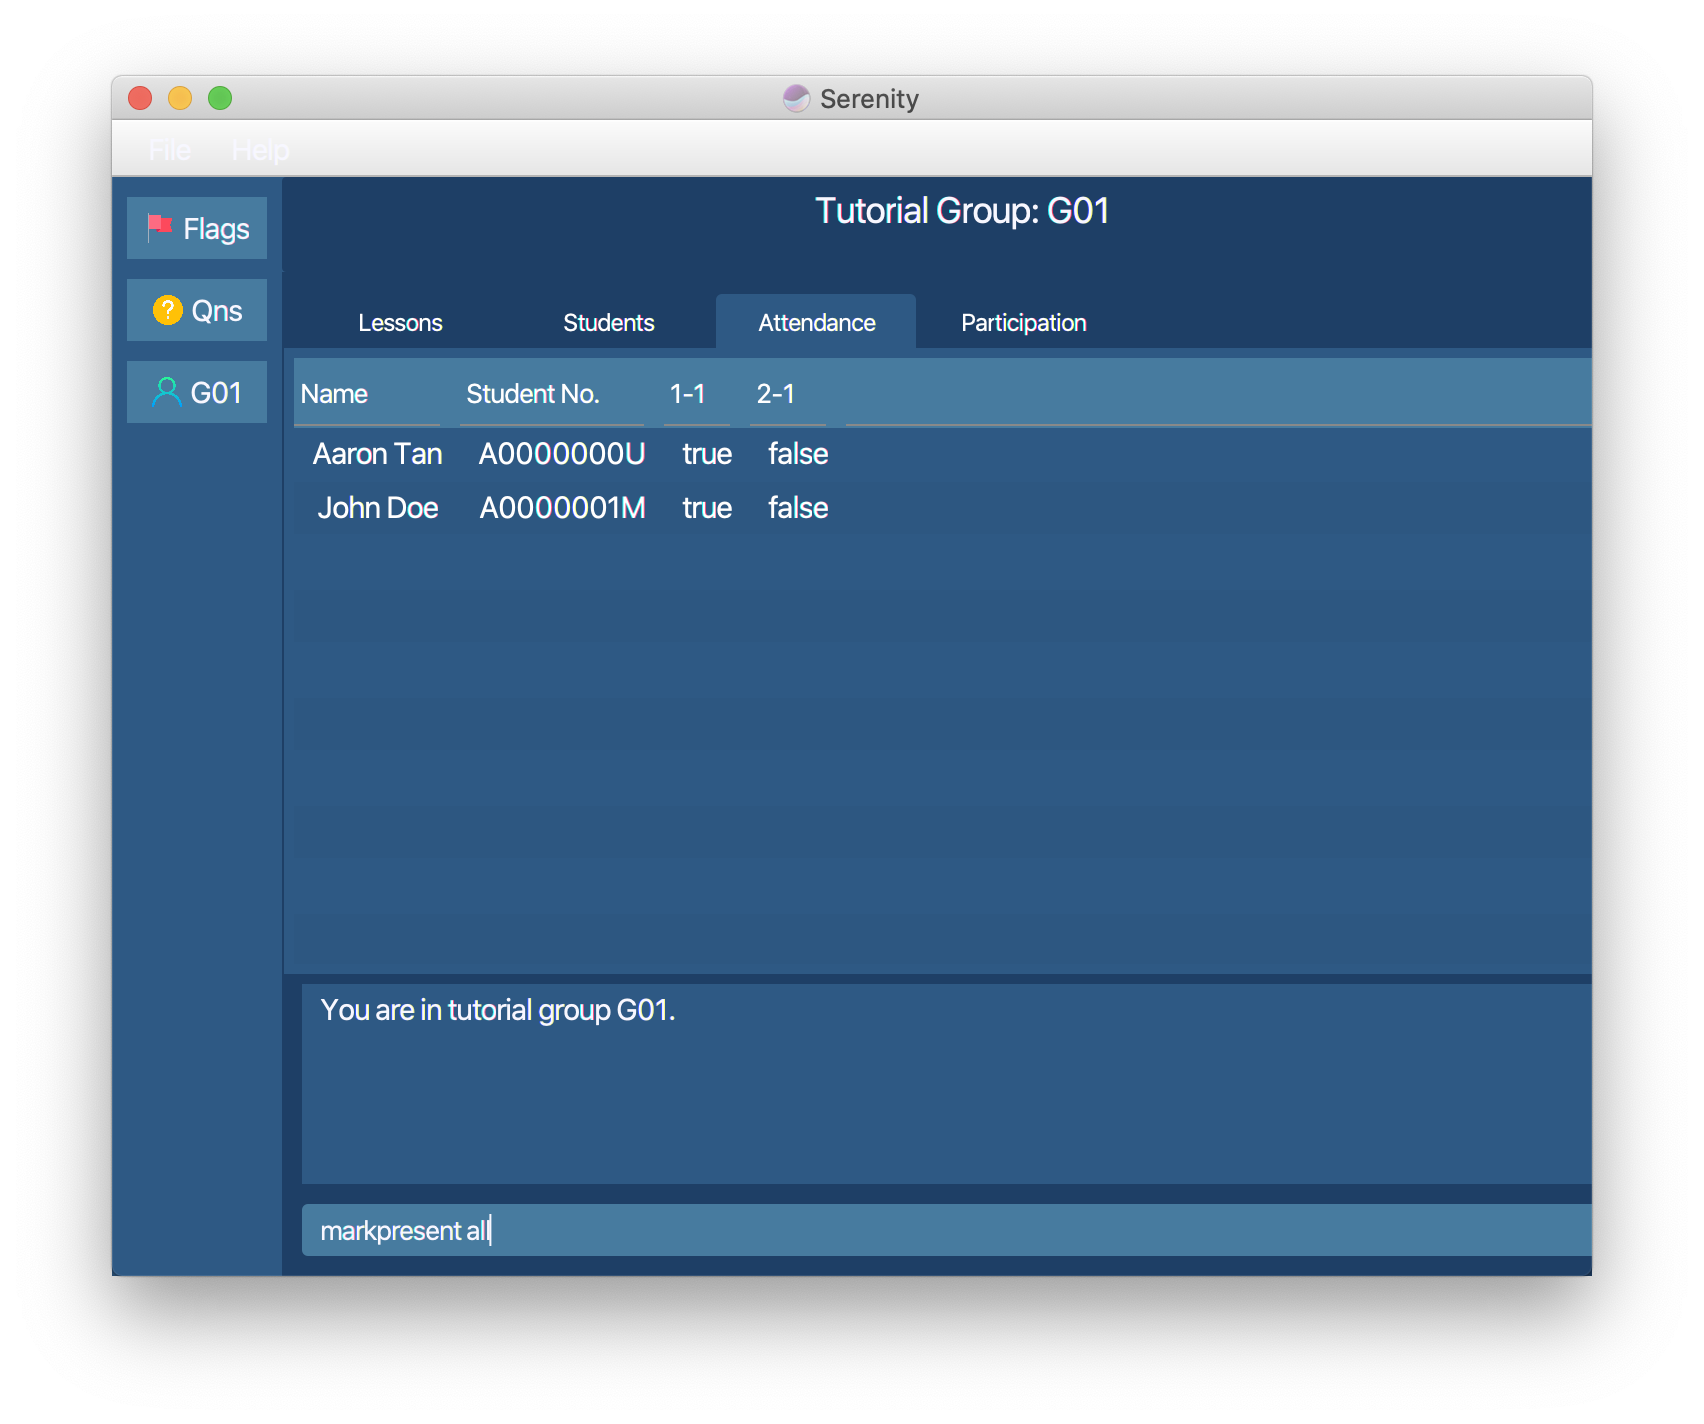 Serenity
File Help
Flags
Qns
G01
Tutorial Group: G01
Lessons Students Attendance Participation
Name Student No. 1-1 2-1
Aaron Tan A0000000U true false
John Doe A0000001M true false
You are in tutorial group G01.
markpresent all